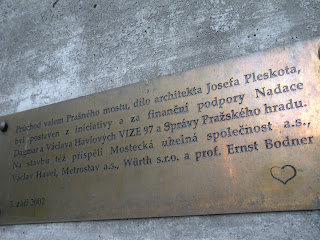 Průchod valem Prašného mostu, dílo architekta Josefa Pleskota,
byl postaven z iniciativy a za finanční podpory Nadace
Dagmar a Václava Havlových VIZE 97 a Správy Pražského hradu.
Na stavbu též přispěli Mostecká uhelná společnost a.s.,
Václav Havel, Metrostav a.s., Würth s.r.o. a prof. Ernst Bodner
září 2002